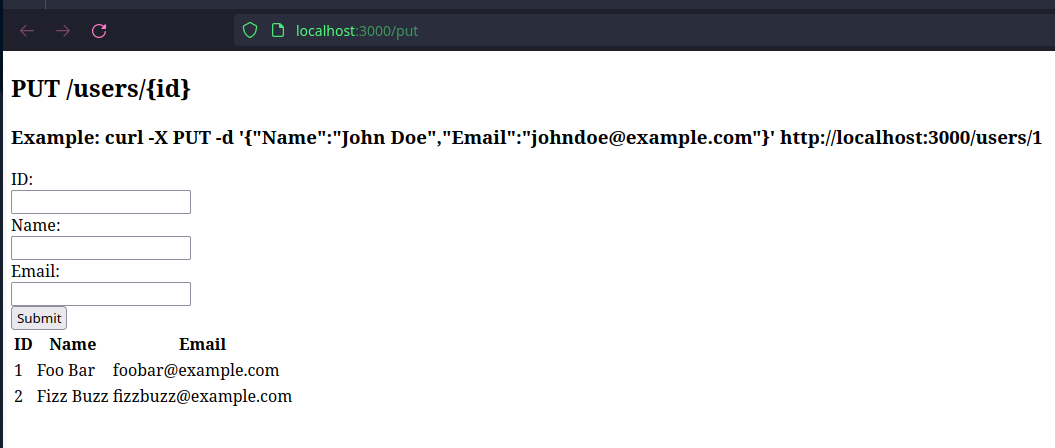 localhost:3000/put
PUT /users/{id}
Example: curl -X PUT -d '{"Name":"John Doe","Email":"johndoe@example.com"}' http://localhost:3000/users/1
ID:
Name:
Email:
Submit
ID Name Email
1 Foo Bar foobar@example.com
2 Fizz Buzz fizzbuzz@example.com